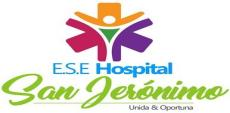 E.S.E Hospital
San Jerónimo
Unida & Oportuna